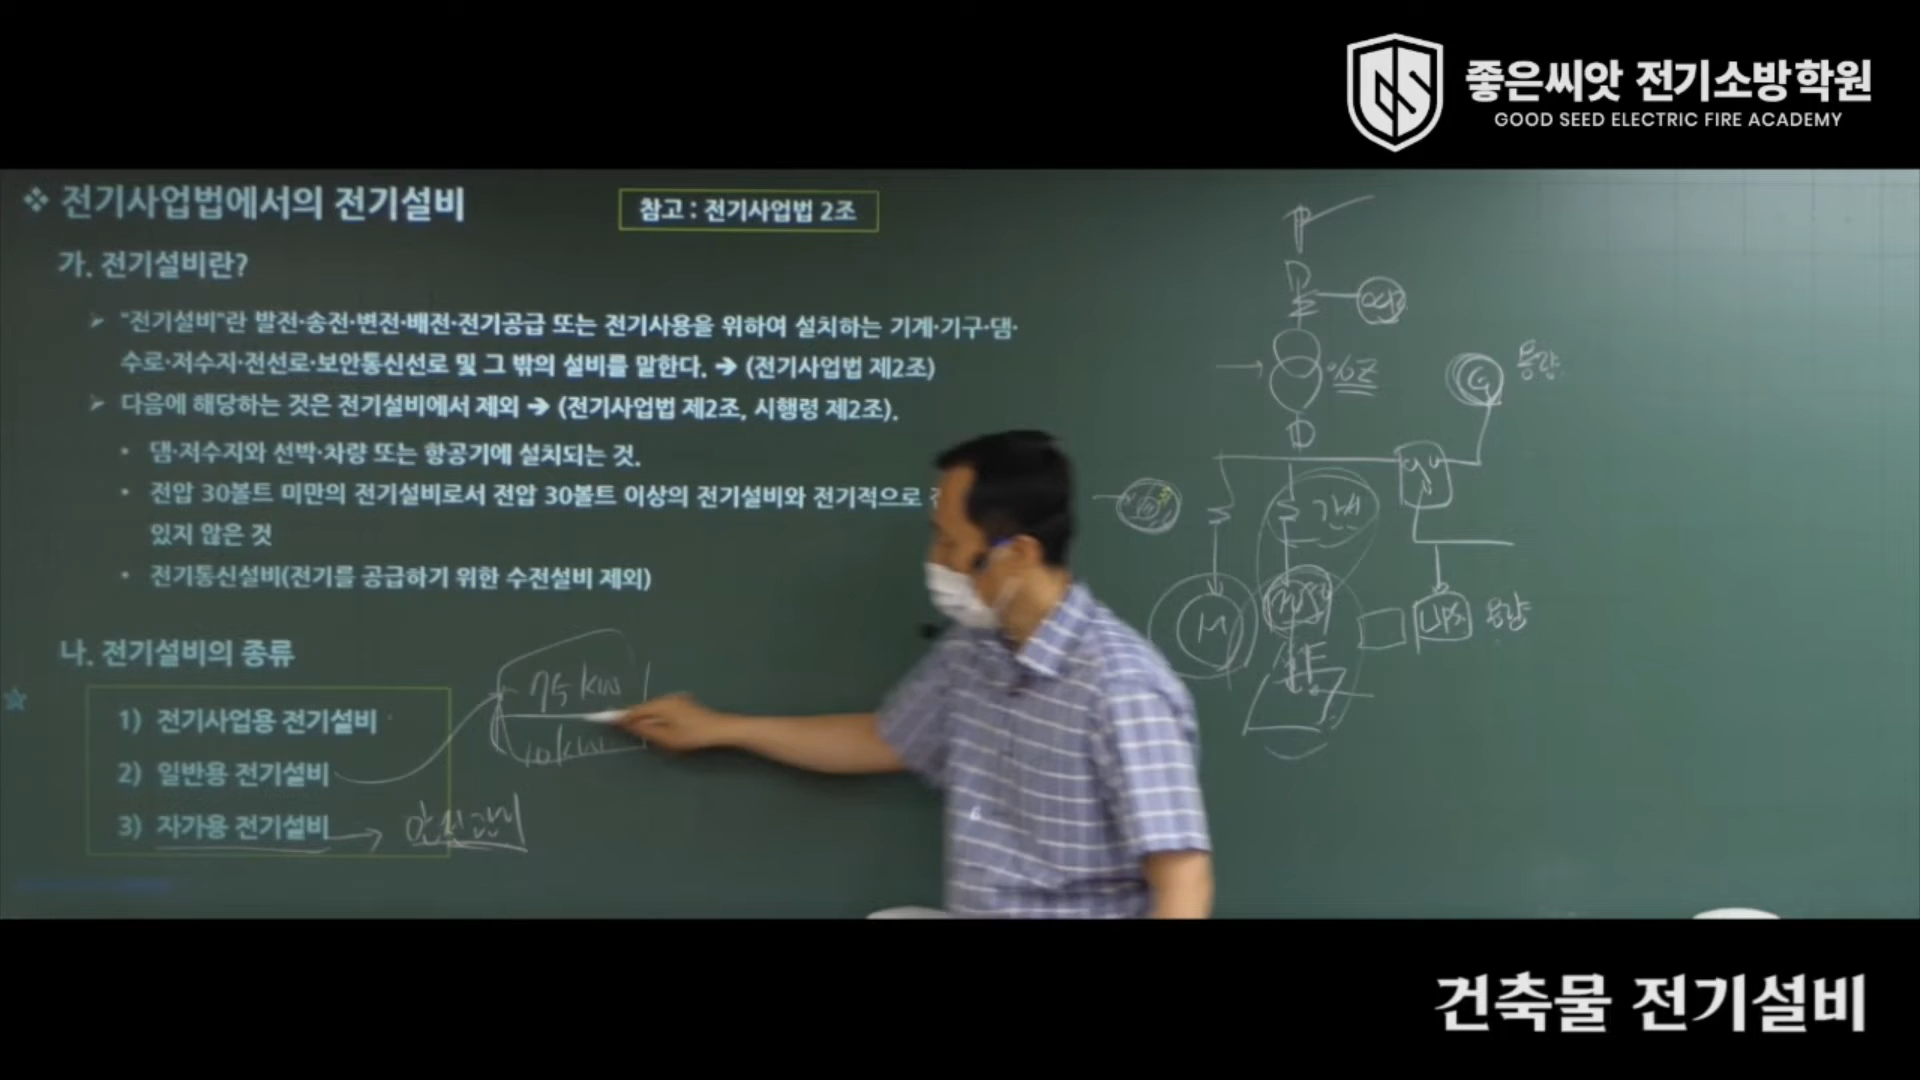 좋은씨앗 전기소방학원
GOOD SEED ELECTRIC FIRE ACADEMY
❖ 전기사업법에서의 전기설비
참고 : 전기사업법 2조
가. 전기설비란?
➢ "전기설비"란 발전·송전·변전·배전·전기공급 또는 전기사용을 위하여 설치하는 기계·기구·댐·
수로·저수지·전선로·보안통신선로 및 그 밖의 설비를 말한다. ➔ (전기사업법 제2조)
➢ 다음에 해당하는 것은 전기설비에서 제외 ➔ (전기사업법 제2조, 시행령 제2조).
• 댐·저수지와 선박·차량 또는 항공기에 설치되는 것.
• 전압 30볼트 미만의 전기설비로서 전압 30볼트 이상의 전기설비와 전기적으로
있지 않은 것
• 전기통신설비(전기를 공급하기 위한 수전설비 제외)
나. 전기설비의 종류
1) 전기사업용 전기설비
2) 일반용 전기설비
3) 자가용 전기설비
75 kW
10 kW
안전관리
%Z
G
용량
간선
M
UPS
용량
건축물 전기설비